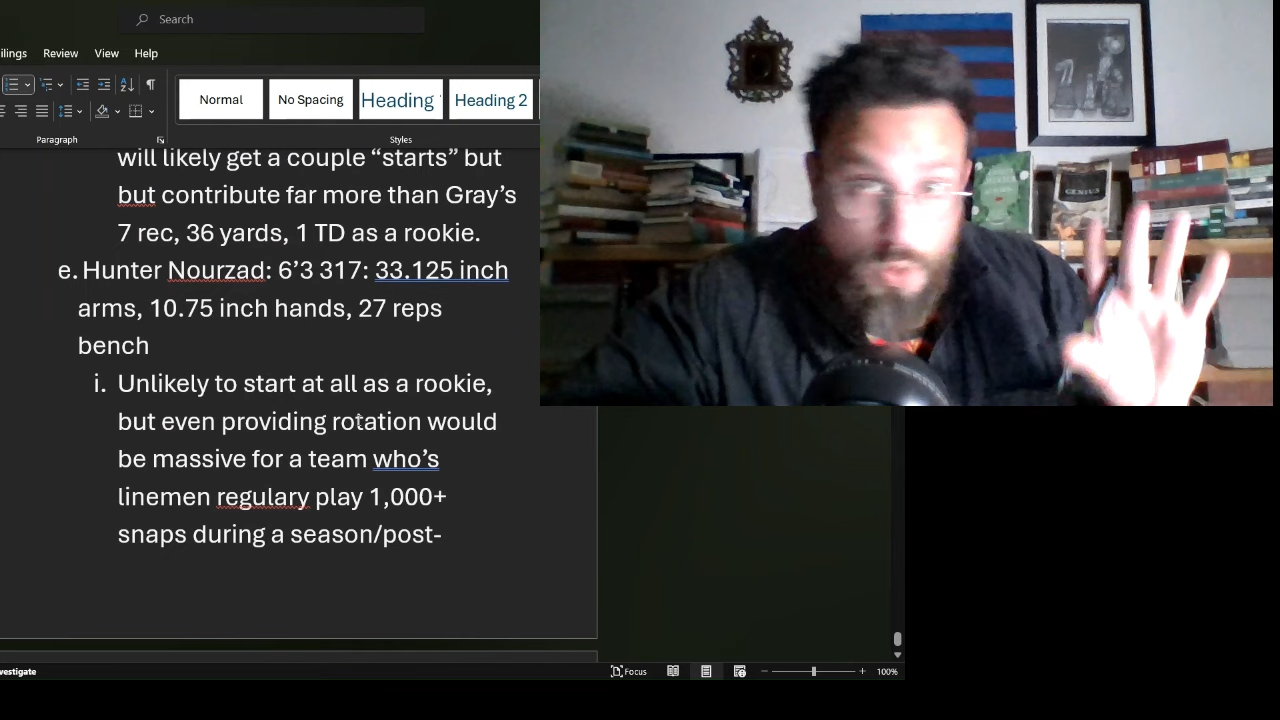 Search
ilings Review View Help
Normal No Spacing Heading Heading 2
Paragraph Styles
will likely get a couple “starts” but
but contribute far more than Gray’s
7 rec, 36 yards, 1 TD as a rookie.
e. Hunter Nourzad: 6’3 317: 33.125 inch
arms, 10.75 inch hands, 27 reps
bench
i. Unlikely to start at all as a rookie,
but even providing rotation would
be massive for a team who’s
linemen regulary play 1,000+
snaps during a season/post-
GENIUS
vestigate Focus 100%